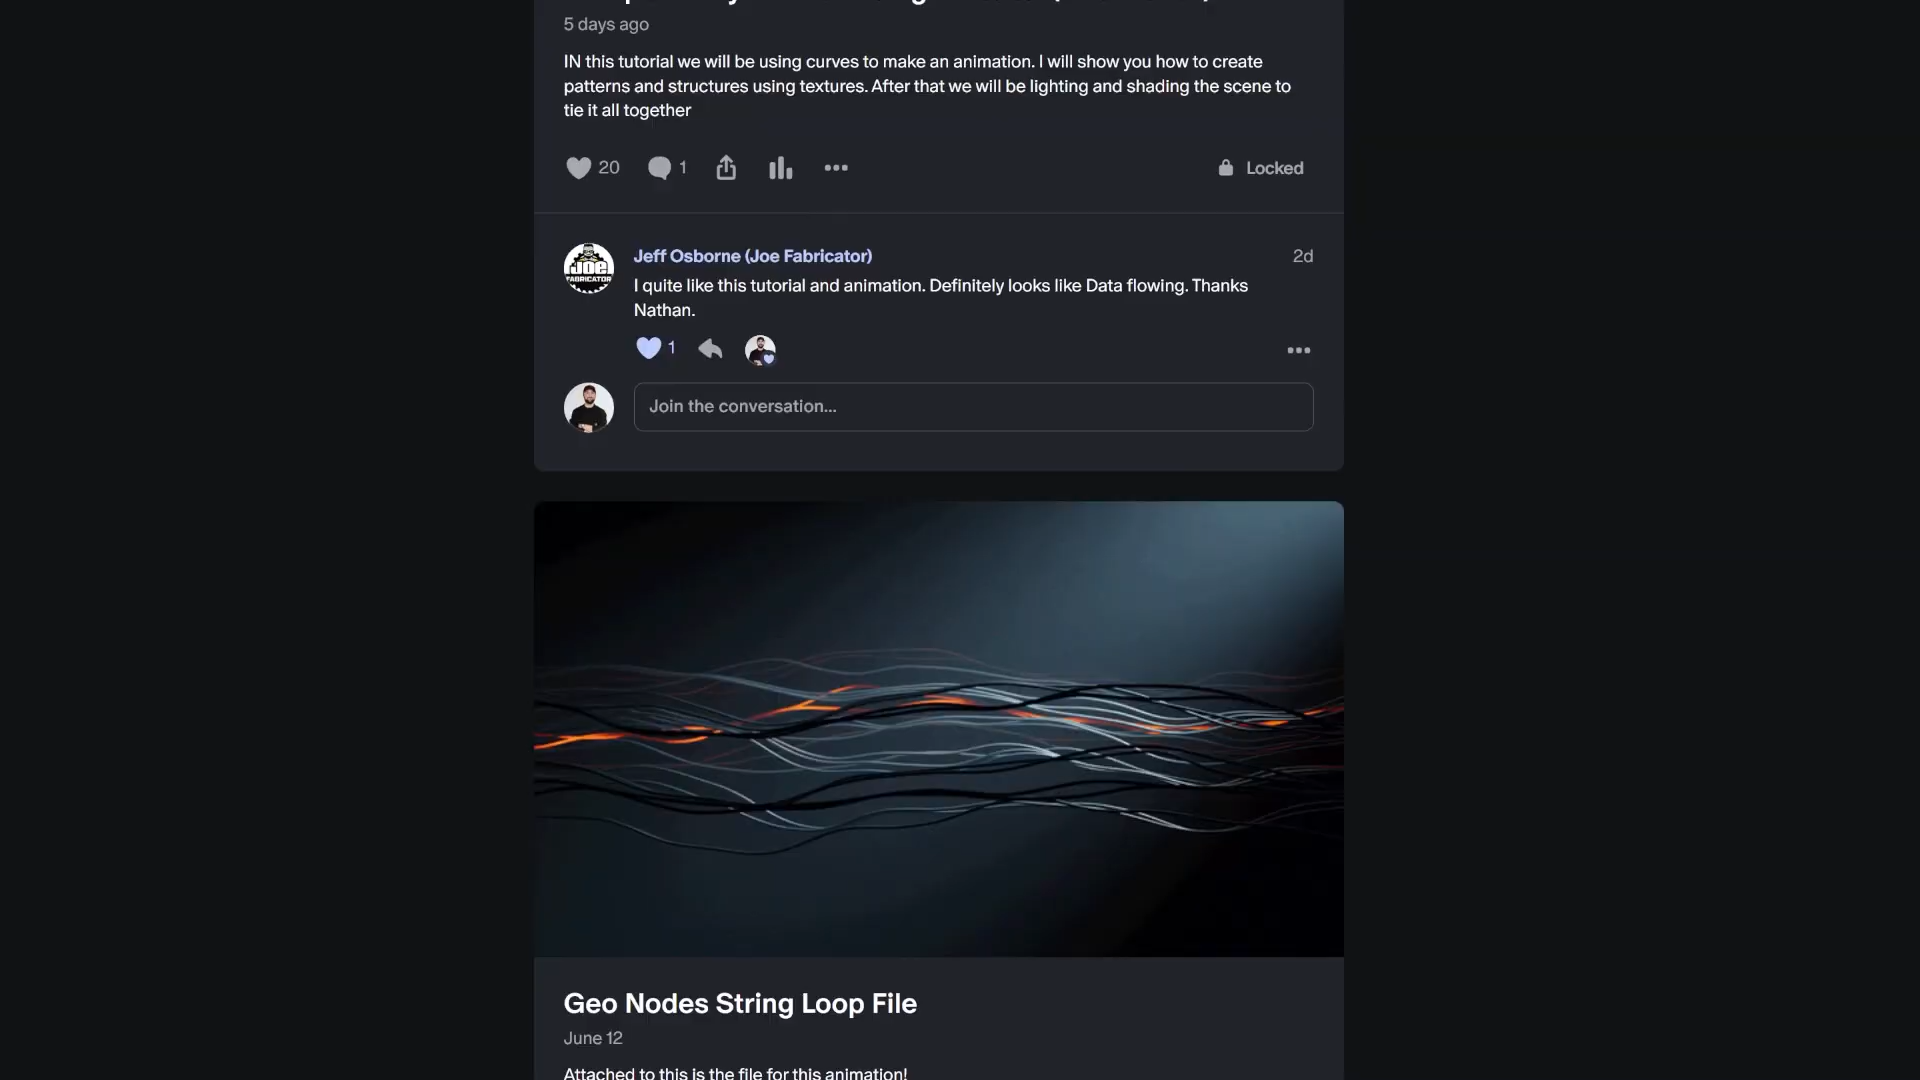 5 days ago
IN this tutorial we will be using curves to make an animation. I will show you how to create
patterns and structures using textures. After that we will be lighting and shading the scene to
tie it all together
20
1
Locked
JOE
FABRICATOR
Jeff Osborne (Joe Fabricator)
2d
I quite like this tutorial and animation. Definitely looks like Data flowing. Thanks
Nathan.
1
Join the conversation...
Geo Nodes String Loop File
June 12
Attached to this is the file for this animation!